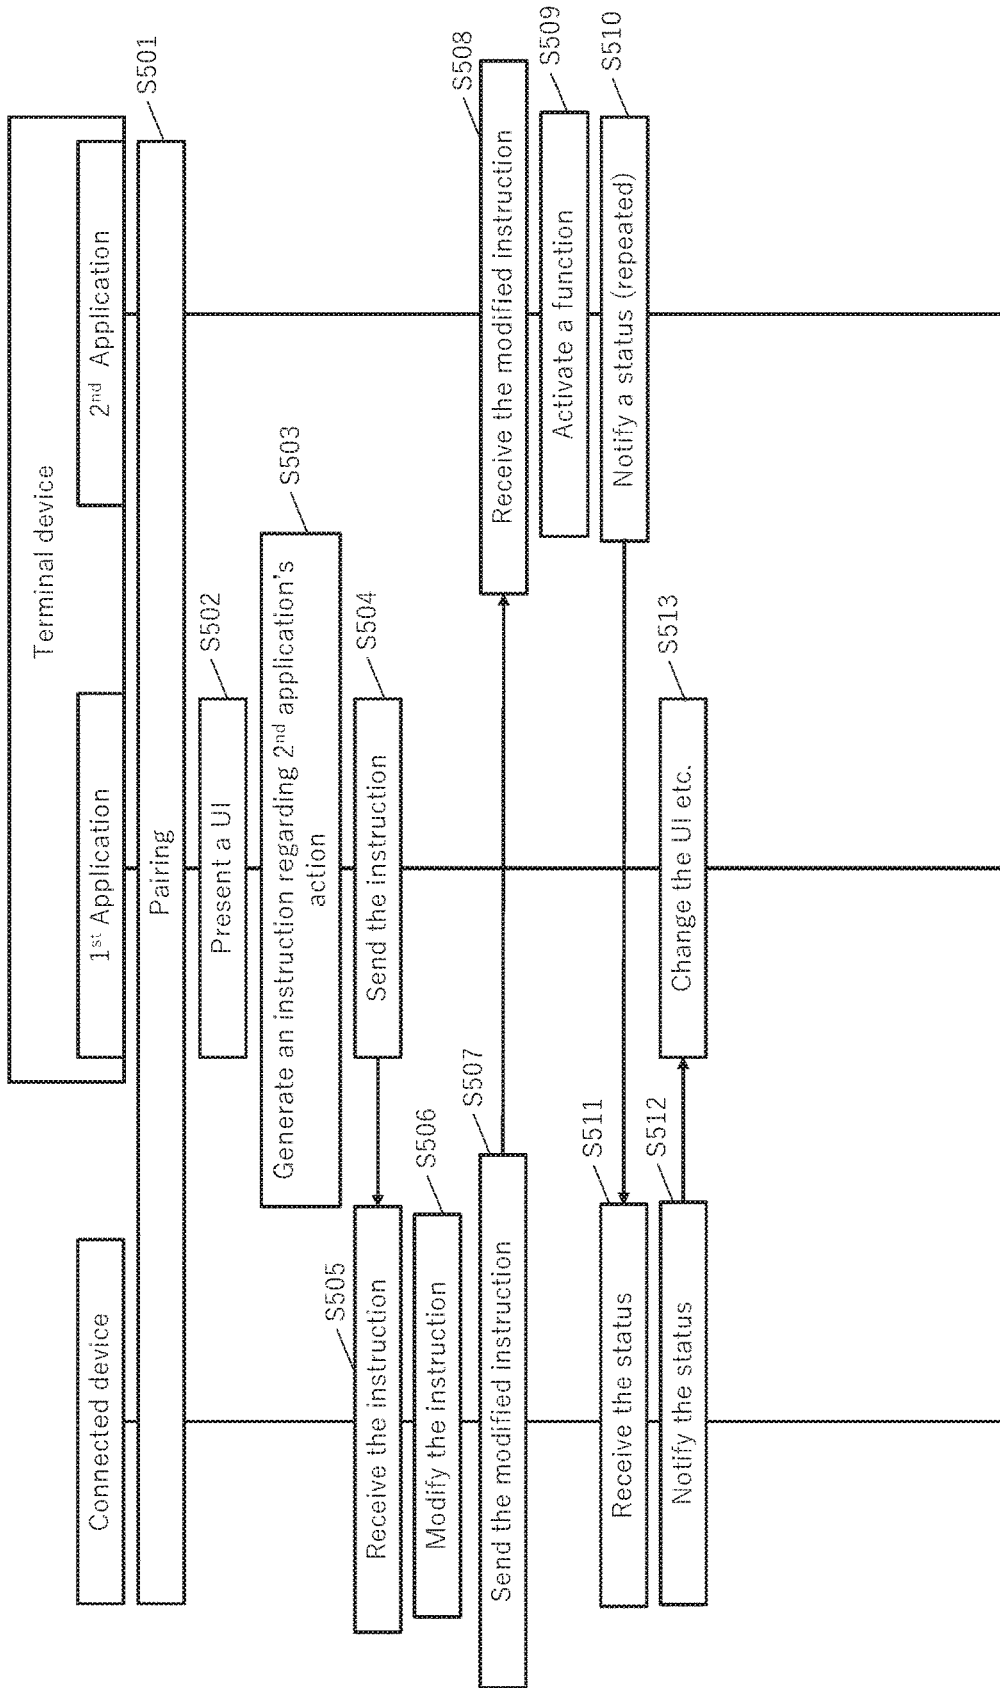 Terminal device
Connected device
1st Application
2nd Application
Pairing
S501
Present a UI
S502
Generate an instruction regarding 2nd application's
action
S503
Send the instruction
S504
Receive the instruction
S505
Modify the instruction
S506
Send the modified instruction
S507
Receive the modified instruction
S508
Activate a function
S509
Notify a status (repeated)
S510
Receive the status
S511
Notify the status
S512
Change the UI etc.
S513